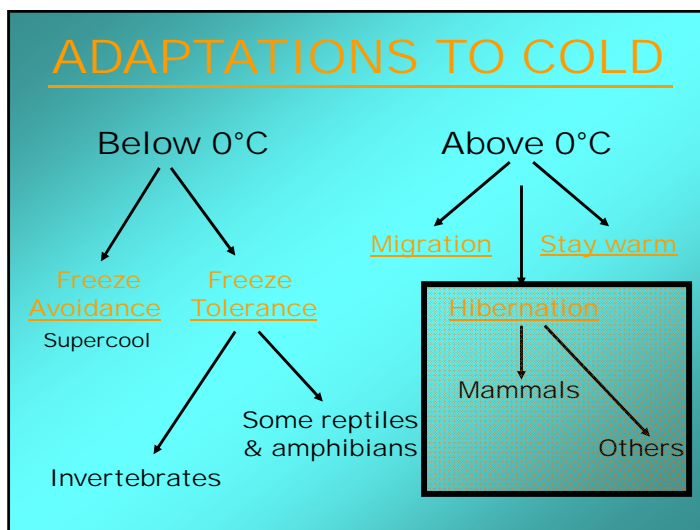 ADAPTATIONS TO COLD
Below 0°C
Above 0°C
Migration
Stay warm
Freeze
Avoidance
Supercool
Freeze
Tolerance
Hibernation
Mammals
Some reptiles
& amphibians
Others
Invertebrates